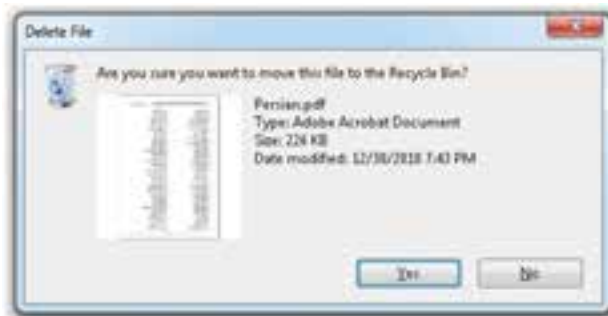 Delete File
Are you sure you want to move this file to the Recycle Bin?
Persian.pdf
Type: Adobe Acrobat Document
Size: 226 KB
Date modified: 12/30/2018 7:43 PM
Yes
No